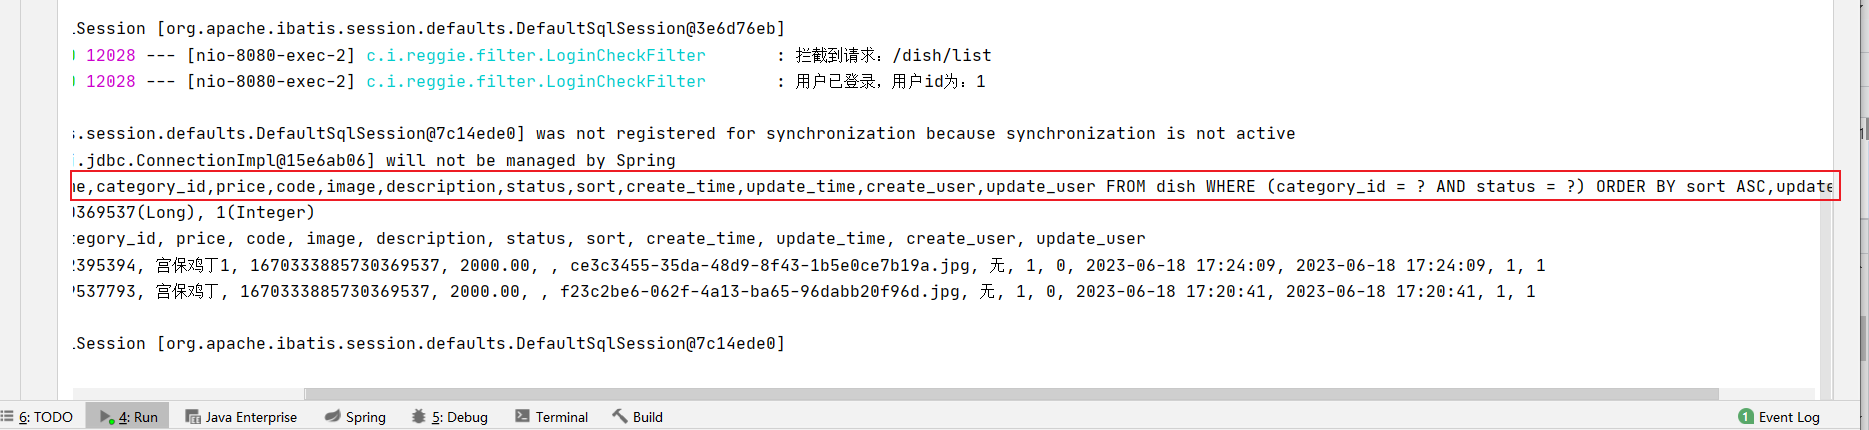 lSession [org.apache.ibatis.session.defaults.DefaultSqlSession@3e6d76eb]
12028 --- [nio-8080-exec-2] c.i.reggie.filter.LoginCheckFilter : 拦截到请求：/dish/list
12028 --- [nio-8080-exec-2] c.i.reggie.filter.LoginCheckFilter : 用户已登录，用户id为：1
s.session.defaults.DefaultSqlSession@7c14ede0] was not registered for synchronization because synchronization is not active
i.jdbc.ConnectionImpl@15e6ab06] will not be managed by Spring
e,category_id,price,code,image,description,status,sort,create_time,update_time,create_user,update_user FROM dish WHERE (category_id = ? AND status = ?) ORDER BY sort ASC,update
0369537(Long), 1(Integer)
tegory_id, price, code, image, description, status, sort, create_time, update_time, create_user, update_user
2395394, 宫保鸡丁1, 1670333885730369537, 2000.00, , ce3c3455-35da-48d9-8f43-1b5e0ce7b19a.jpg, 无, 1, 0, 2023-06-18 17:24:09, 2023-06-18 17:24:09, 1, 1
9537793, 宫保鸡丁, 1670333885730369537, 2000.00, , f23c2be6-062f-4a13-ba65-96dabb20f96d.jpg, 无, 1, 0, 2023-06-18 17:20:41, 2023-06-18 17:20:41, 1, 1
lSession [org.apache.ibatis.session.defaults.DefaultSqlSession@7c14ede0]
6: TODO 4: Run Java Enterprise Spring 5: Debug Terminal Build 1 Event Log